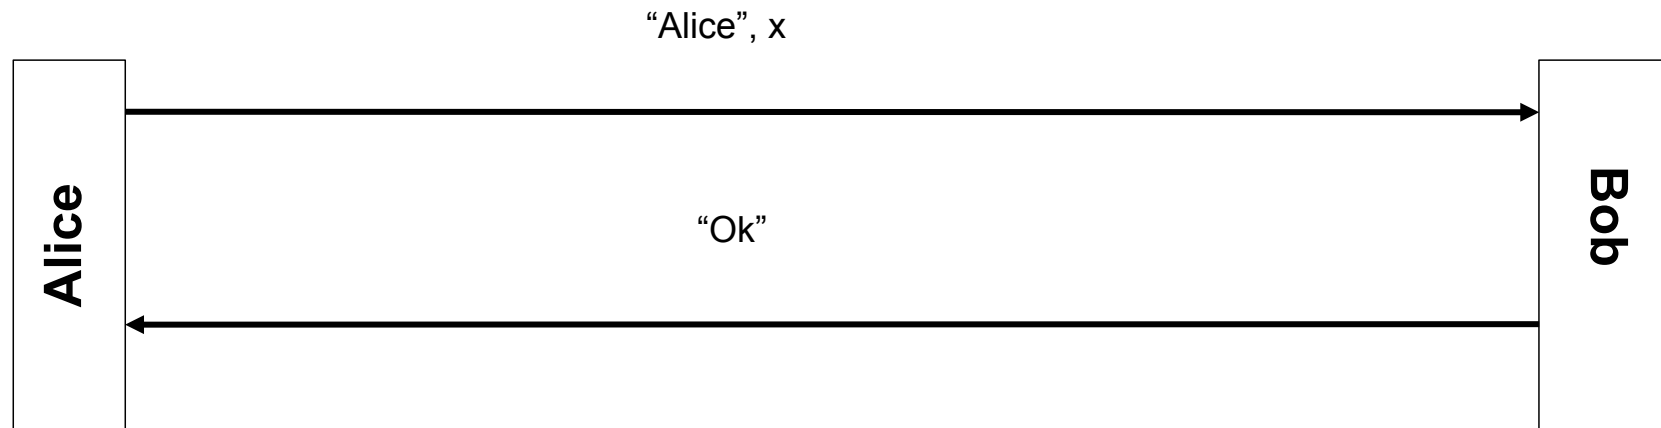 “Alice”, x
Alice
“Ok”
Bob